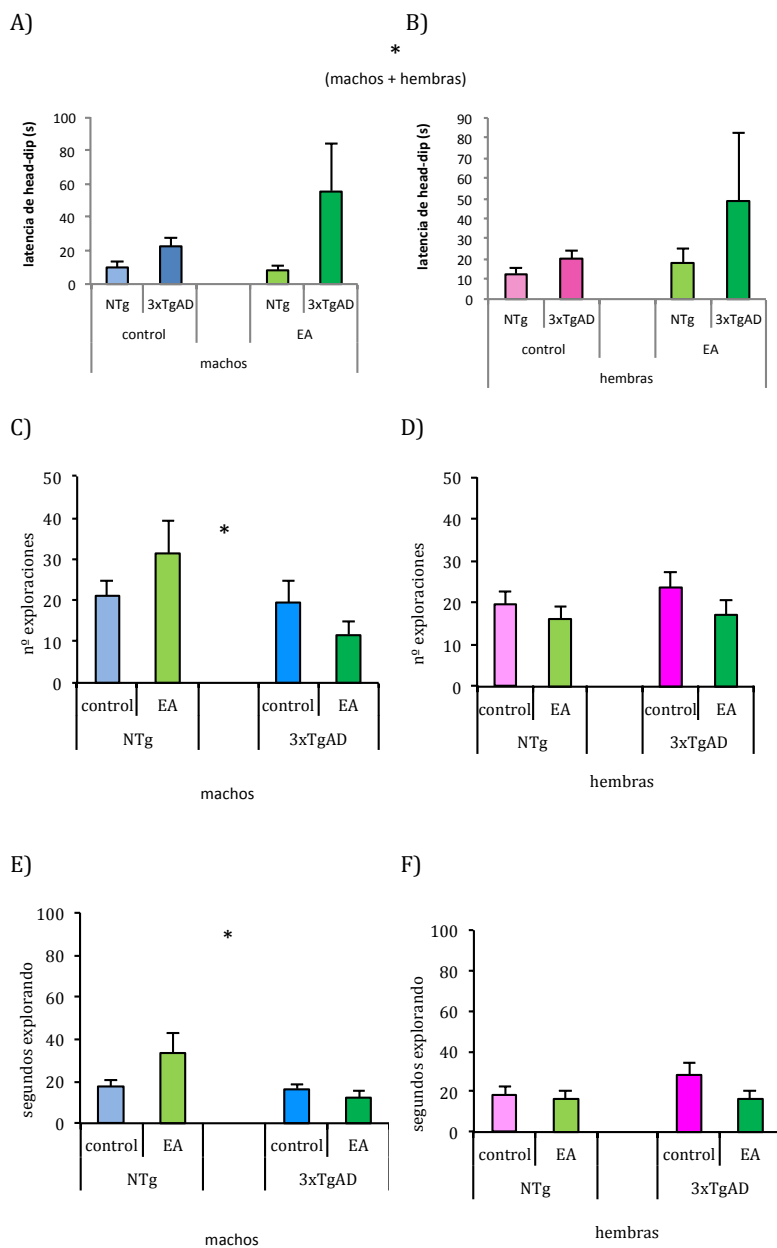 A)
B)
*
(machos + hembras)
latencia de head-dip (s)
100
80
60
40
20
0
NTg
3xTgAD
NTg
3xTgAD
control
EA
machos
latencia de head-dip (s)
90
80
70
60
50
40
30
20
10
0
NTg
3xTgAD
NTg
3xTgAD
control
EA
hembras
C)
D)
nº exploraciones
50
40
30
20
10
0
*
control
EA
control
EA
NTg
3xTgAD
machos
nº exploraciones
50
40
30
20
10
0
control
EA
control
EA
NTg
3xTgAD
hembras
E)
F)
segundos explorando
100
80
60
40
20
0
*
control
EA
control
EA
NTg
3xTgAD
machos
segundos explorando
100
80
60
40
20
0
control
EA
control
EA
NTg
3xTgAD
hembras